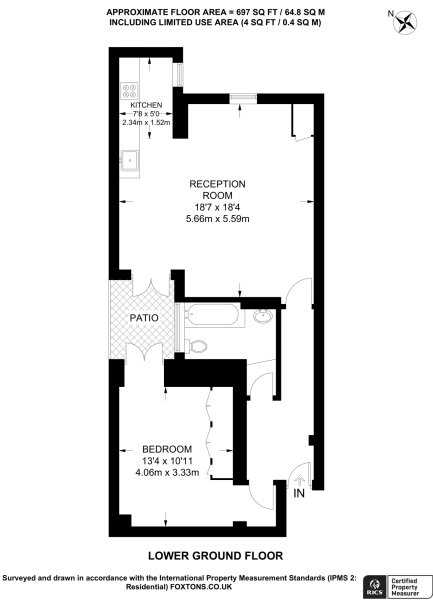 APPROXIMATE FLOOR AREA = 697 SQ FT / 64.8 SQ M
INCLUDING LIMITED USE AREA (4 SQ FT / 0.4 SQ M)
N
KITCHEN
7'8 x 5'0
2.34m x 1.52m
RECEPTION
ROOM
18'7 x 18'4
5.66m x 5.59m
PATIO
BEDROOM
13'4 x 10'11
4.06m x 3.33m
IN
LOWER GROUND FLOOR
Surveyed and drawn in accordance with the International Property Measurement Standards (IPMS 2:
Residential) FOXTONS.CO.UK
RICS
Certified
Property
Measurer